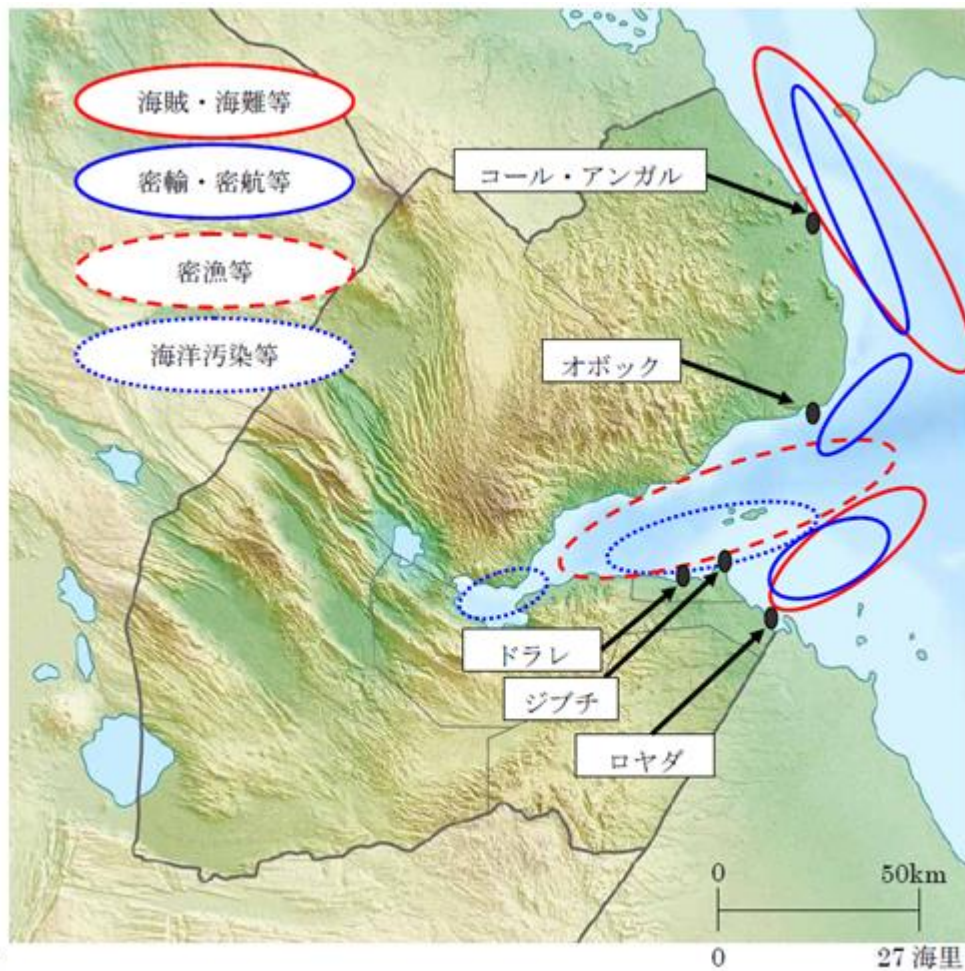 海賊・海難等
密輸・密航等
密漁等
海洋汚染等
コール・アンガル
オボック
ドラレ
ジブチ
ロヤダ
0 50km
0 27 海里